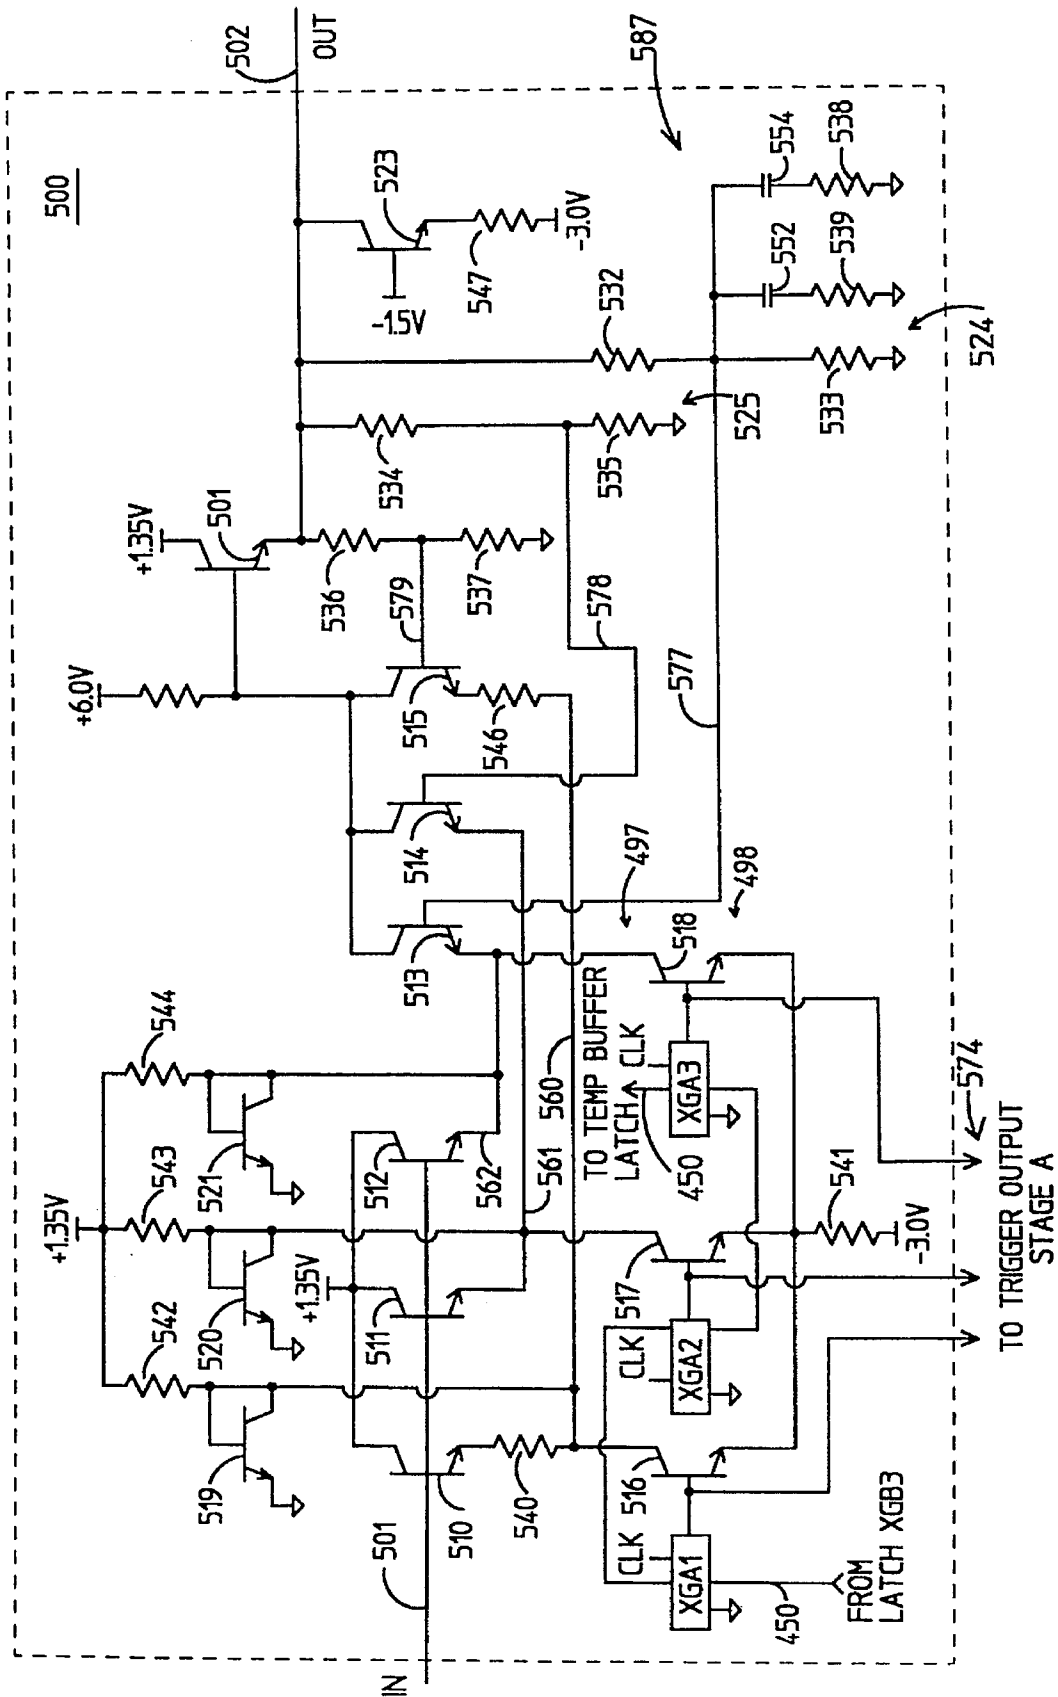 500
502
OUT
587
+1.35V
501
523
-1.5V
547
-3.0V
532
554
538
552
539
524
533
525
534
535
536
579
537
578
577
+6.0V
515
546
514
513
497
498
518
544
543
542
+1.35V
521
520
519
512
562
561
560
TO TEMP BUFFER
LATCH
CLK
XGA3
450
574
+1.35V
511
517
541
-3.0V
TO TRIGGER OUTPUT
STAGE A
CLK
XGA2
510
540
516
501
CLK
XGA1
450
FROM
LATCH XGB3
IN